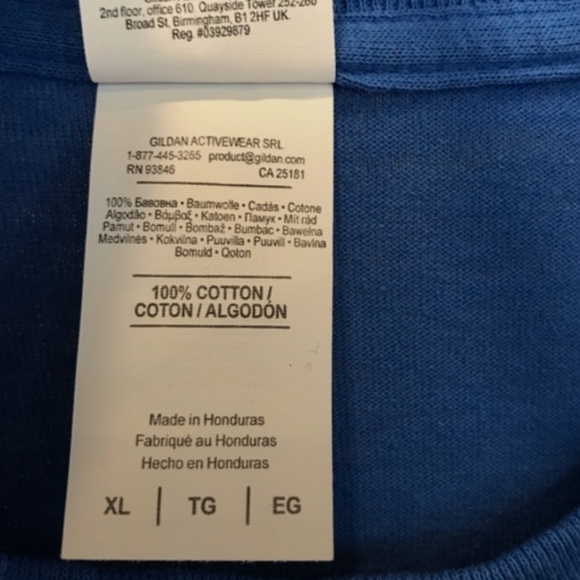 2nd floor, office 610. Quayside Tower 252-260
Broad St, Birmingham, B1 2HF UK.
Reg. #03929879
GILDAN ACTIVEWEAR SRL
1-877-445-3265 product@gildan.com
RN 93846 CA 25181
100% Бавовна • Baumwolle • Cadás • Cotone
Algodão • Βάμβαξ • Katoen • Памук • Mitrád
Pamut • Bomull • Bombaž • Bumbac • Bawełna
Medvilnės • Kokvilna • Puuvilla • Puuvill • Bavlna
Bomuld • Qoton
100% COTTON /
COTON / ALGODÓN
Made in Honduras
Fabriqué au Honduras
Hecho en Honduras
XL | TG | EG